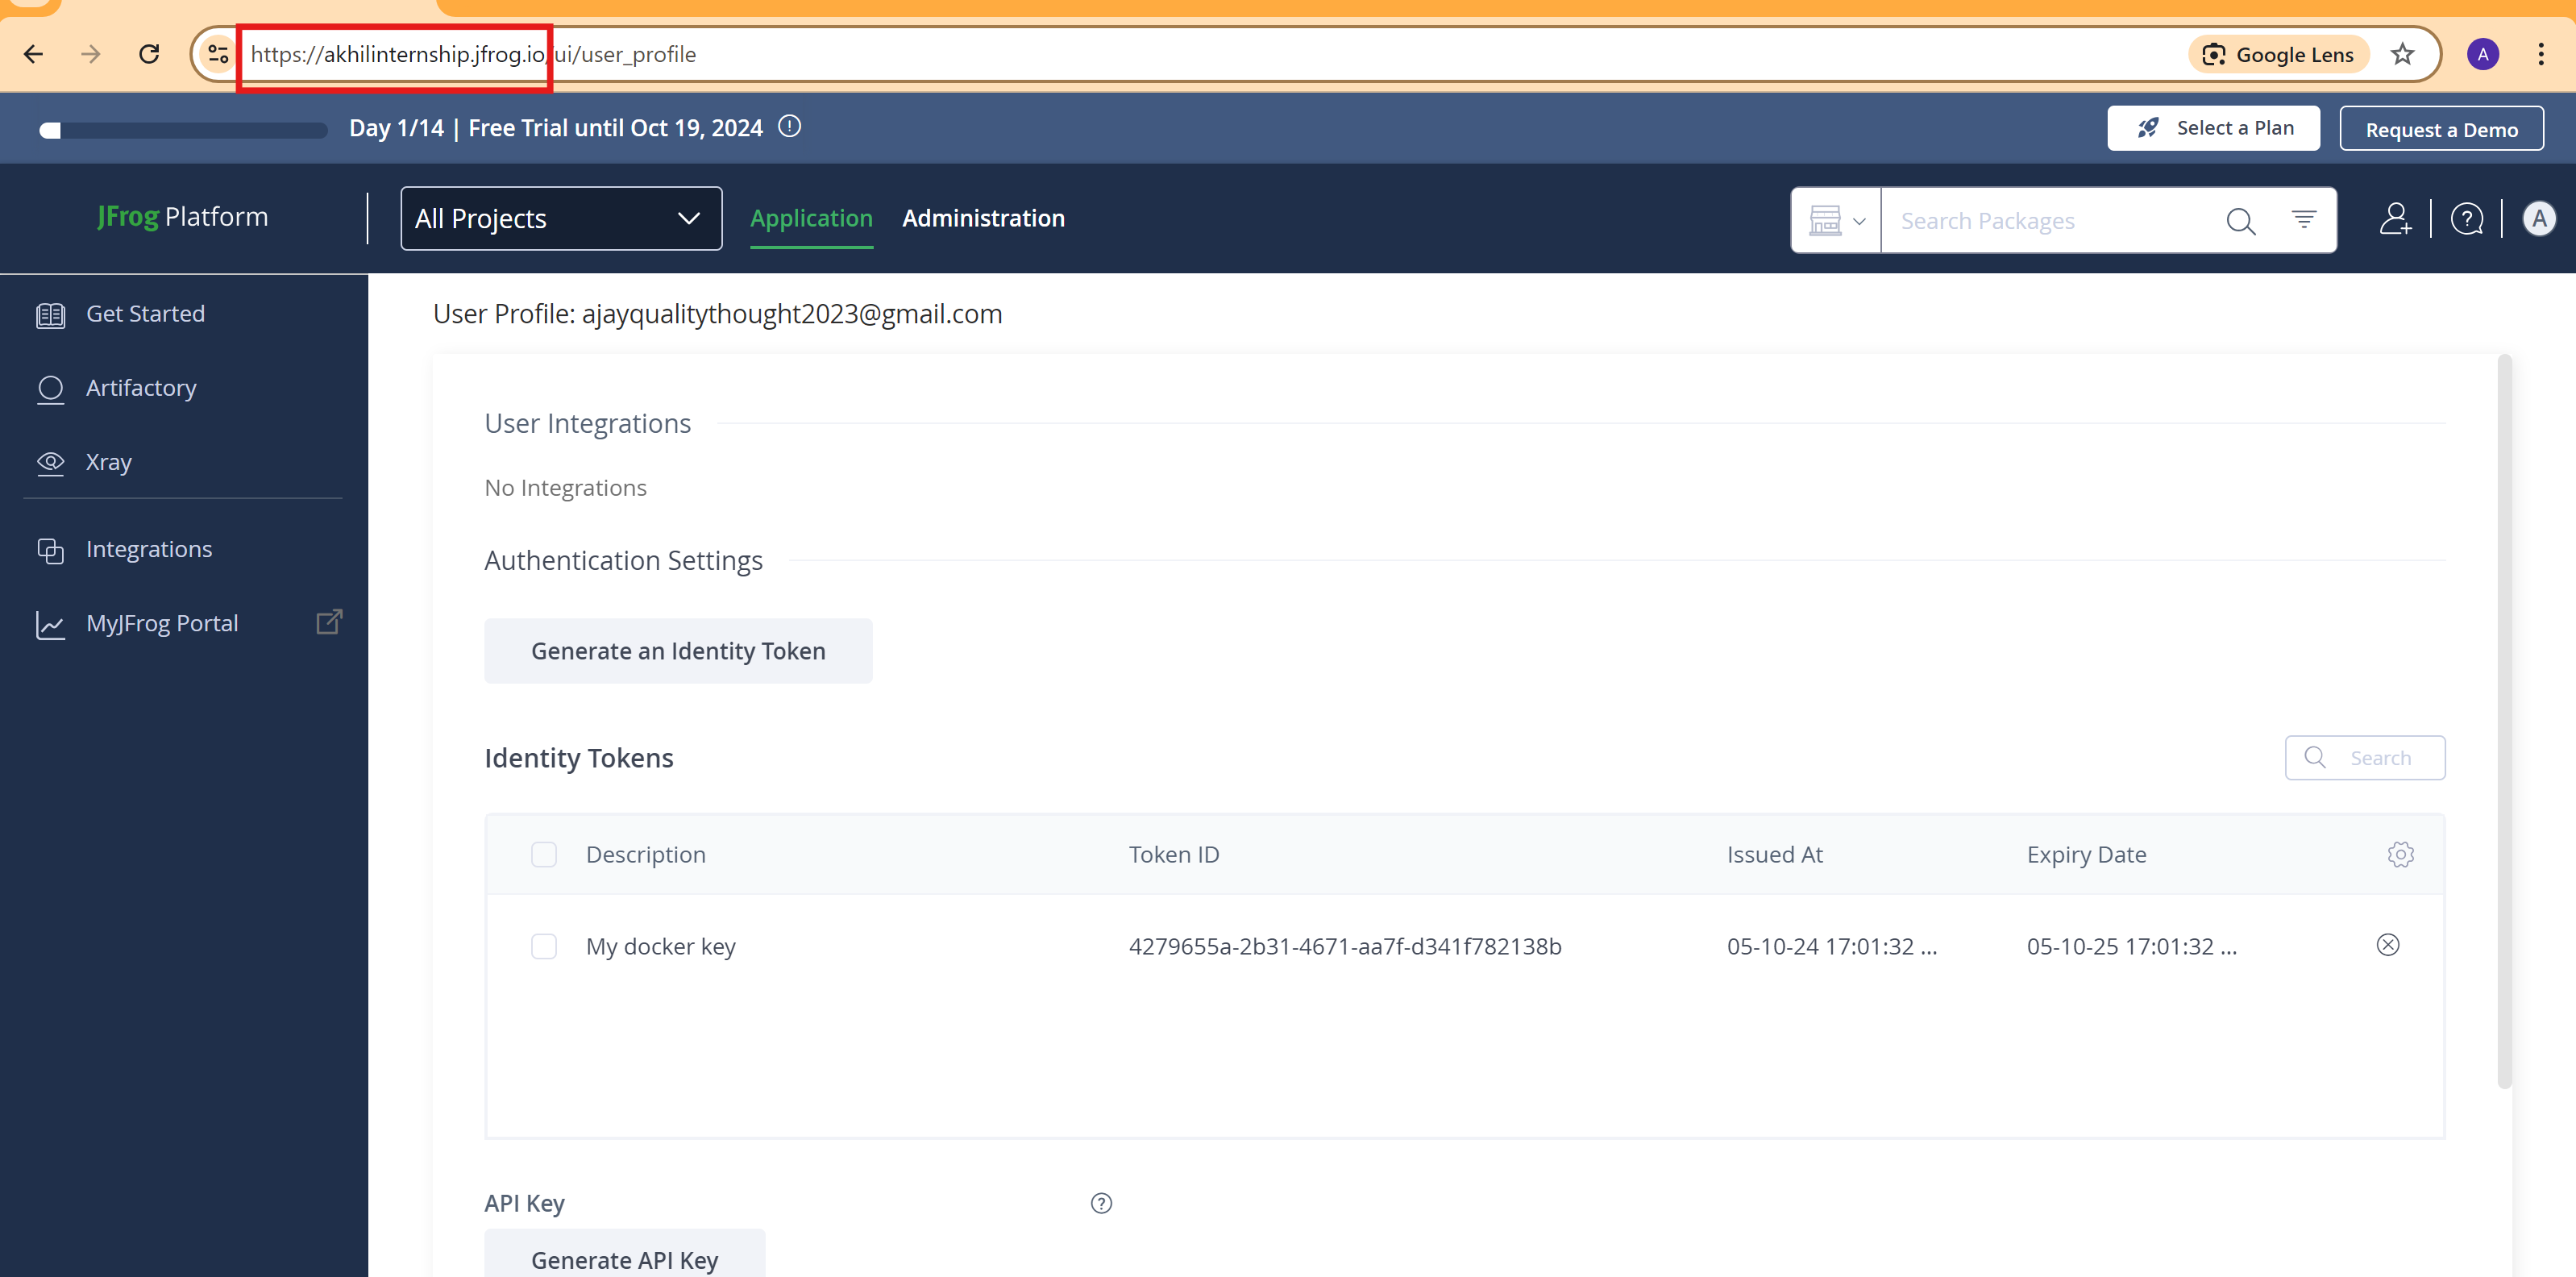 https://akhilinternship.jfrog.io/ui/user_profile
Google Lens
A
Day 1/14 | Free Trial until Oct 19, 2024
Select a Plan
Request a Demo
JFrog Platform
All Projects
Application
Administration
Search Packages
A
Get Started
Artifactory
Xray
Integrations
MyJFrog Portal
User Profile: ajayqualitythought2023@gmail.com
User Integrations
No Integrations
Authentication Settings
Generate an Identity Token
Identity Tokens
Search
Description Token ID Issued At Expiry Date
My docker key 4279655a-2b31-4671-aa7f-d341f782138b 05-10-24 17:01:32 ... 05-10-25 17:01:32 ...
API Key
Generate API Key